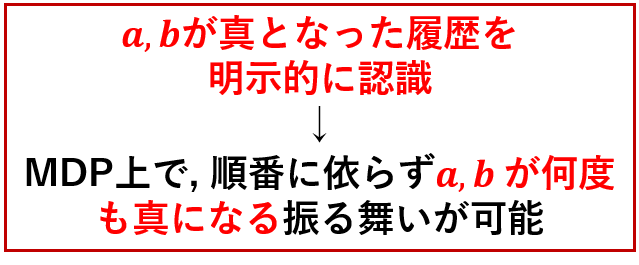 a, bが真となった履歴を
明示的に認識
↓
MDP上で, 順番に依らずa, b が何度
も真になる振る舞いが可能